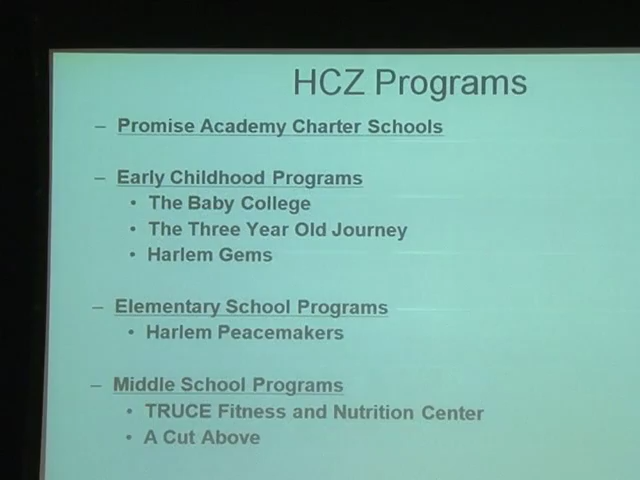 HCZ Programs
– Promise Academy Charter Schools
– Early Childhood Programs
• The Baby College
• The Three Year Old Journey
• Harlem Gems
– Elementary School Programs
• Harlem Peacemakers
– Middle School Programs
• TRUCE Fitness and Nutrition Center
• A Cut Above